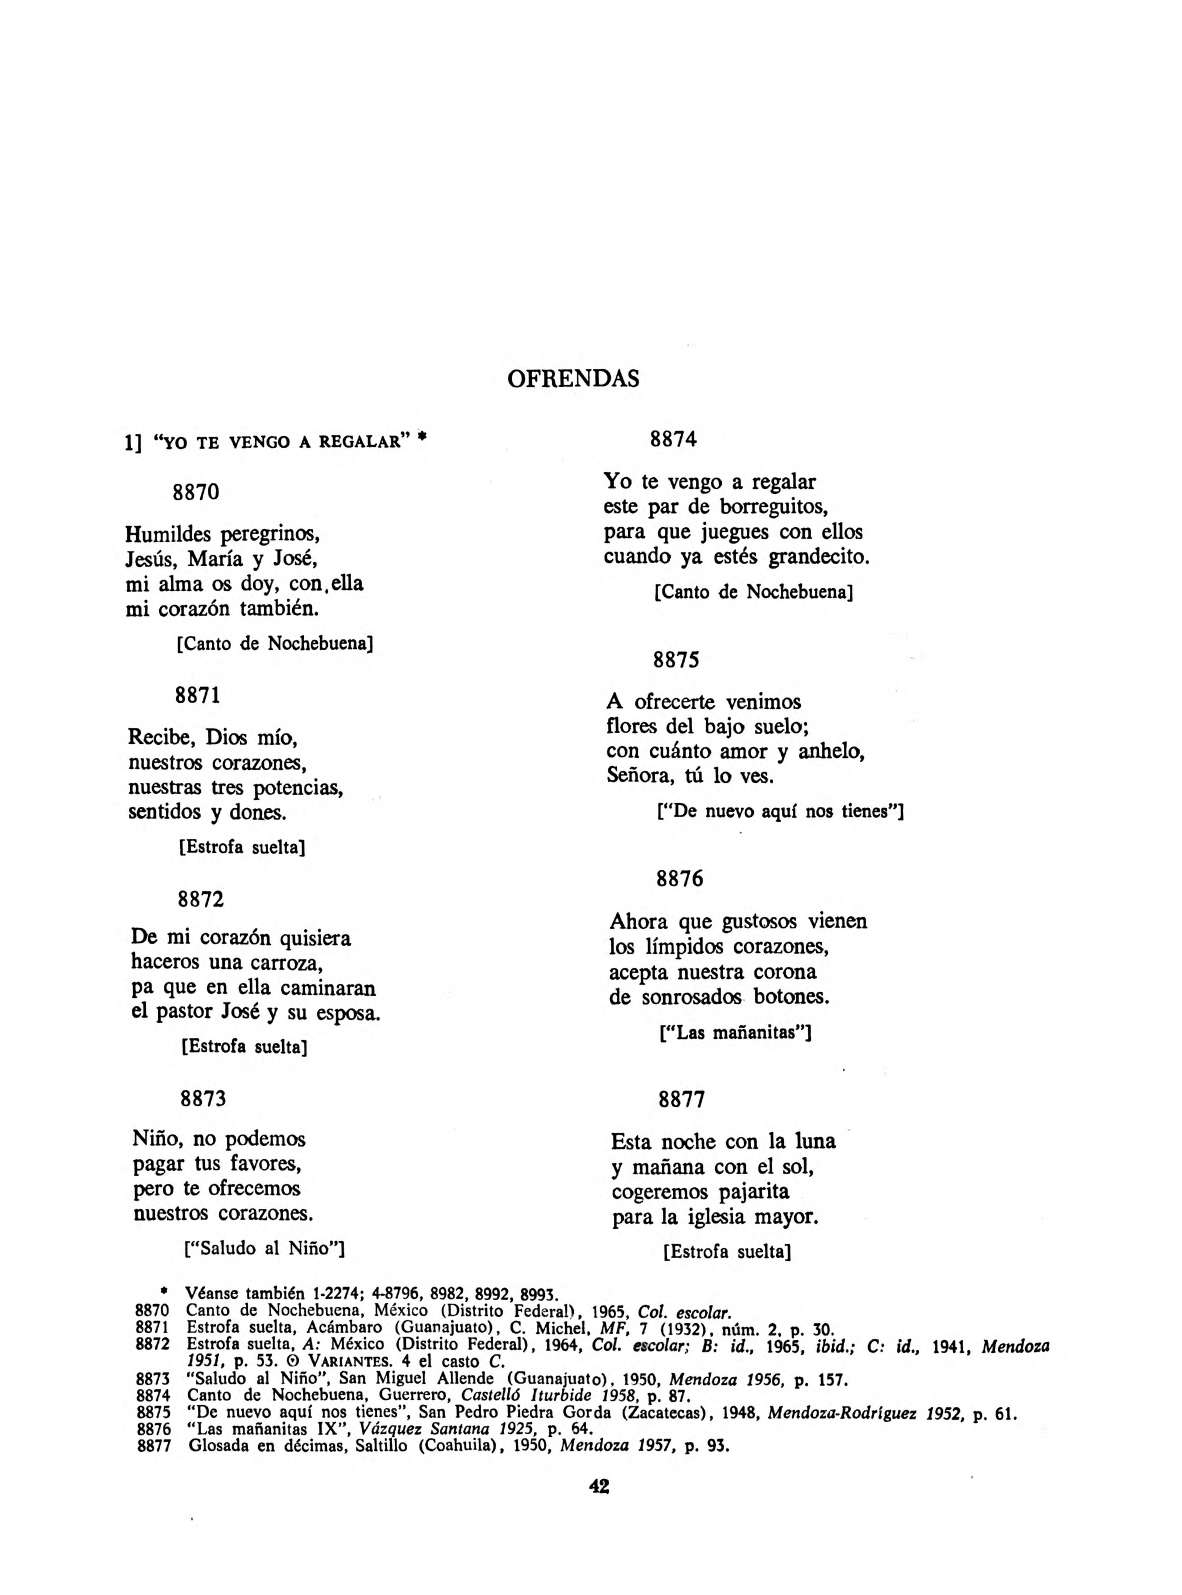 OFRENDAS
1] “YO TE VENGO A REGALAR” *
8870
Humildes peregrinos,
Jesús, María y José,
mi alma os doy, con ella
mi corazón también.
[Canto de Nochebuena]
8871
Recibe, Dios mío,
nuestros corazones,
nuestras tres potencias,
sentidos y dones.
[Estrofa suelta]
8872
De mi corazón quisiera
haceros una carroza,
pa que en ella caminaran
el pastor José y su esposa.
[Estrofa suelta]
8873
Niño, no podemos
pagar tus favores,
pero te ofrecemos
nuestros corazones.
[“Saludo al Niño”]
8874
Yo te vengo a regalar
este par de borreguitos,
para que juegues con ellos
cuando ya estés grandecito.
[Canto de Nochebuena]
8875
A ofrecerte venimos
flores del bajo suelo;
con cuánto amor y anhelo,
Señora, tú lo ves.
[“De nuevo aquí nos tienes”]
8876
Ahora que gustosos vienen
los límpidos corazones,
acepta nuestra corona
de sonrosados botones.
[“Las mañanitas”]
8877
Esta noche con la luna
y mañana con el sol,
cogeremos pajarita
para la iglesia mayor.
[Estrofa suelta]
* Véanse también 1-2274; 4-8796, 8982, 8992, 8993.
8870 Canto de Nochebuena, México (Distrito Federal), 1965, Col. escolar.
8871 Estrofa suelta, Acámbaro (Guanajuato), C. Michel, MF, 7 (1932), núm. 2, p. 30.
8872 Estrofa suelta, A: México (Distrito Federal), 1964, Col. escolar; B: id., 1965, ibid.; C: id., 1941, Mendoza
1951, p. 53. ⊙ VARIANTES. 4 el casto C.
8873 “Saludo al Niño”, San Miguel Allende (Guanajuato), 1950, Mendoza 1956, p. 157.
8874 Canto de Nochebuena, Guerrero, Castelló Iturbide 1958, p. 87.
8875 “De nuevo aquí nos tienes”, San Pedro Piedra Gorda (Zacatecas), 1948, Mendoza-Rodríguez 1952, p. 61.
8876 “Las mañanitas IX”, Vázquez Santana 1925, p. 64.
8877 Glosada en décimas, Saltillo (Coahuila), 1950, Mendoza 1957, p. 93.
42